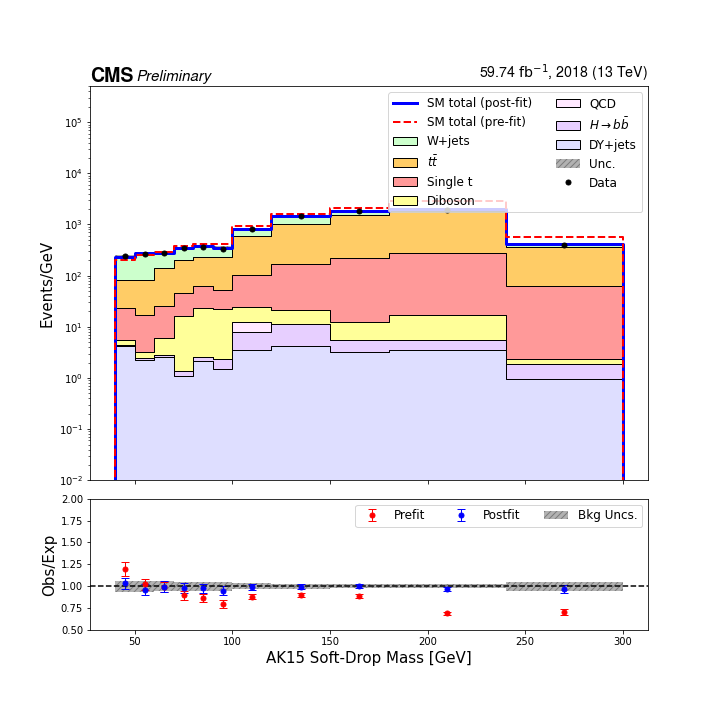 CMS Preliminary 59.74 fb⁻¹, 2018 (13 TeV)
Events/GeV
10⁵
10⁴
10³
10²
10¹
10⁰
10⁻¹
10⁻²
SM total (post-fit)
SM total (pre-fit)
W+jets
tt̄
Single t
Diboson
QCD
H→bb̄
DY+jets
Unc.
Data
Obs/Exp
2.00
1.75
1.50
1.25
1.00
0.75
0.50
Prefit Postfit Bkg Uncs.
50 100 150 200 250 300
AK15 Soft-Drop Mass [GeV]